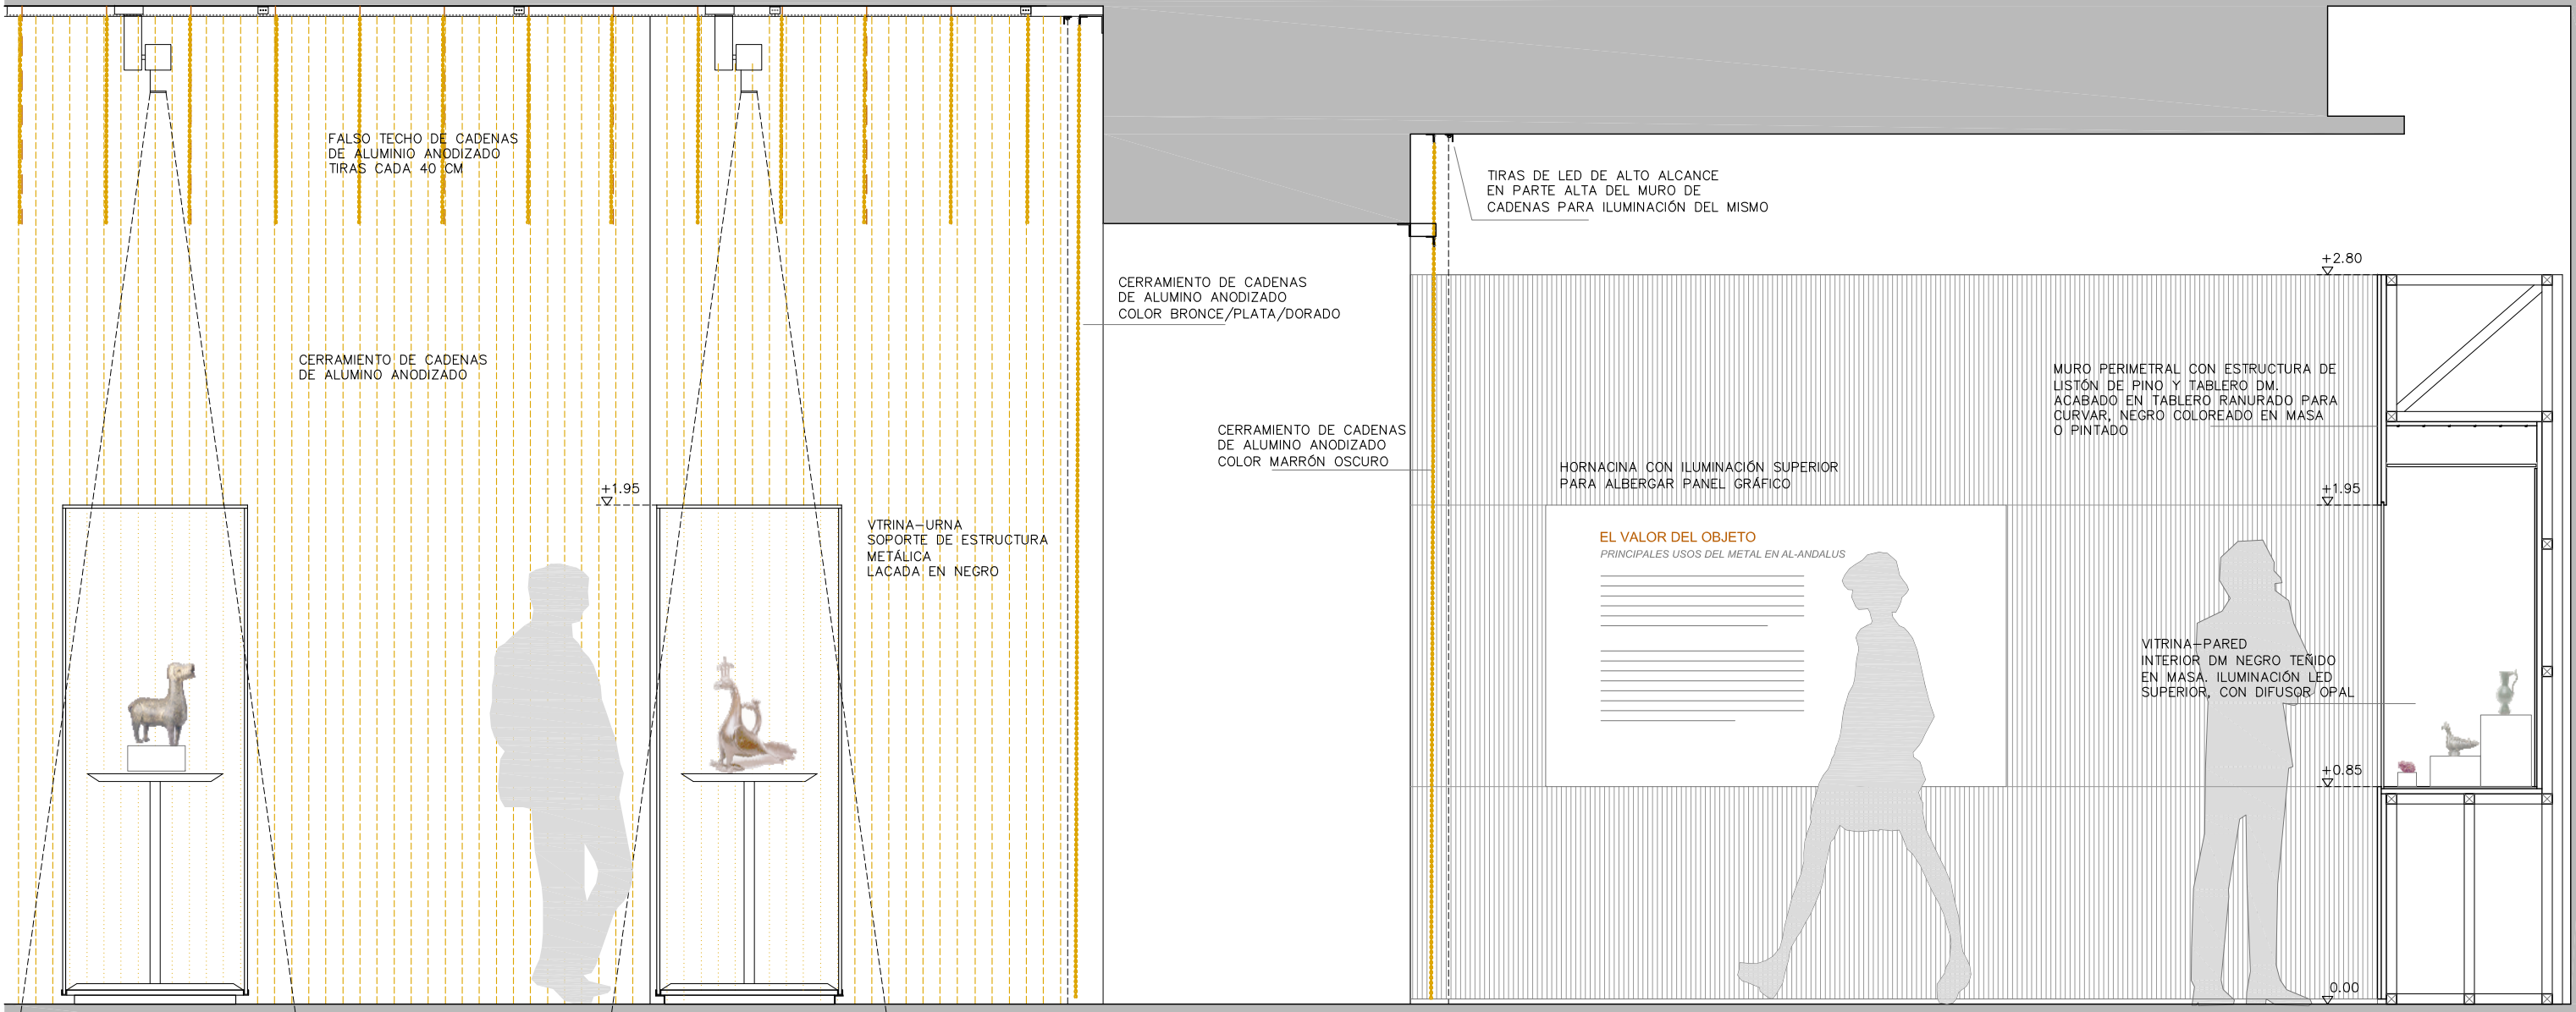 FALSO TECHO DE CADENAS
DE ALUMINIO ANODIZADO
TIRAS CADA 40 CM
CERRAMIENTO DE CADENAS
DE ALUMINO ANODIZADO
+1.95
VTRINA-URNA
SOPORTE DE ESTRUCTURA
METÁLICA
LACADA EN NEGRO
CERRAMIENTO DE CADENAS
DE ALUMINO ANODIZADO
COLOR BRONCE/PLATA/DORADO
CERRAMIENTO DE CADENAS
DE ALUMINO ANODIZADO
COLOR MARRÓN OSCURO
TIRAS DE LED DE ALTO ALCANCE
EN PARTE ALTA DEL MURO DE
CADENAS PARA ILUMINACIÓN DEL MISMO
HORNACINA CON ILUMINACIÓN SUPERIOR
PARA ALBERGAR PANEL GRÁFICO
EL VALOR DEL OBJETO
PRINCIPALES USOS DEL METAL EN AL-ANDALUS
+2.80
MURO PERIMETRAL CON ESTRUCTURA DE
LISTÓN DE PINO Y TABLERO DM.
ACABADO EN TABLERO RANURADO PARA
CURVAR, NEGRO COLOREADO EN MASA
O PINTADO
+1.95
VITRINA-PARED
INTERIOR DM NEGRO TEÑIDO
EN MASA. ILUMINACIÓN LED
SUPERIOR, CON DIFUSOR OPAL
+0.85
0.00